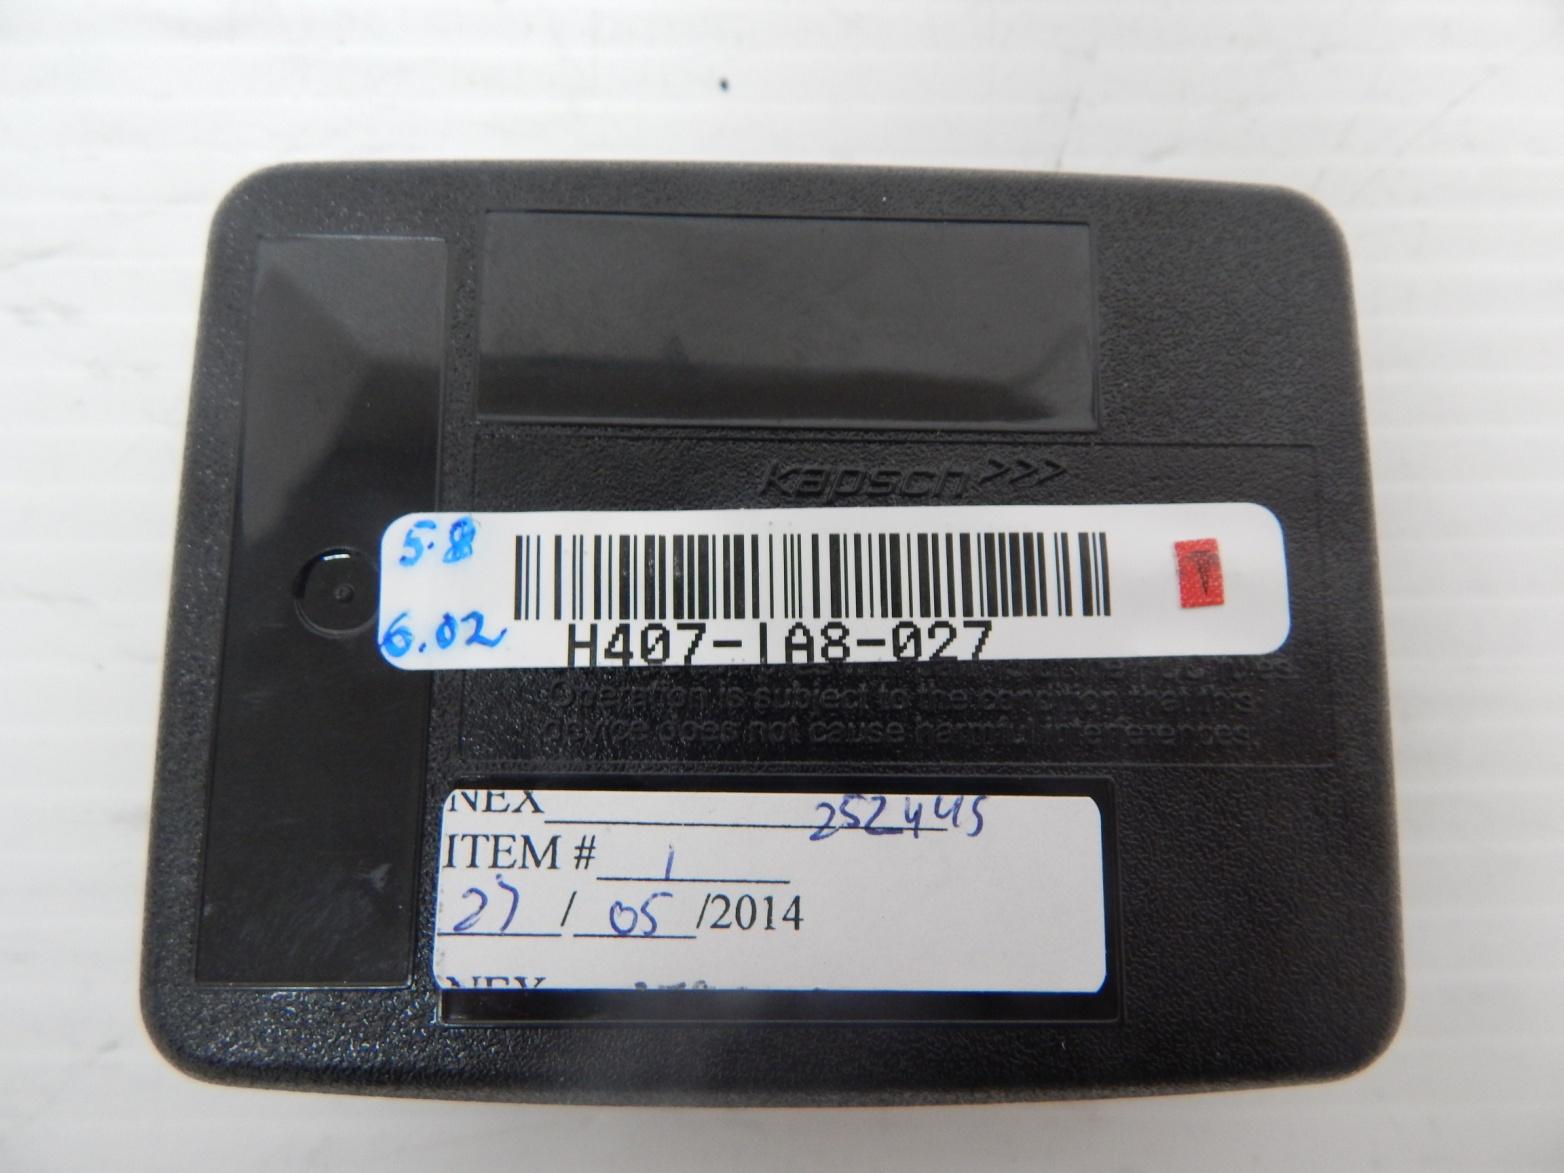 kapsch >>>
5.8
6.02
H407-1A8-027
Operation is subject to the condition that this
device does not cause harmful interferences.
NEX 252445
ITEM # 1
27 / 05 /2014
NEX